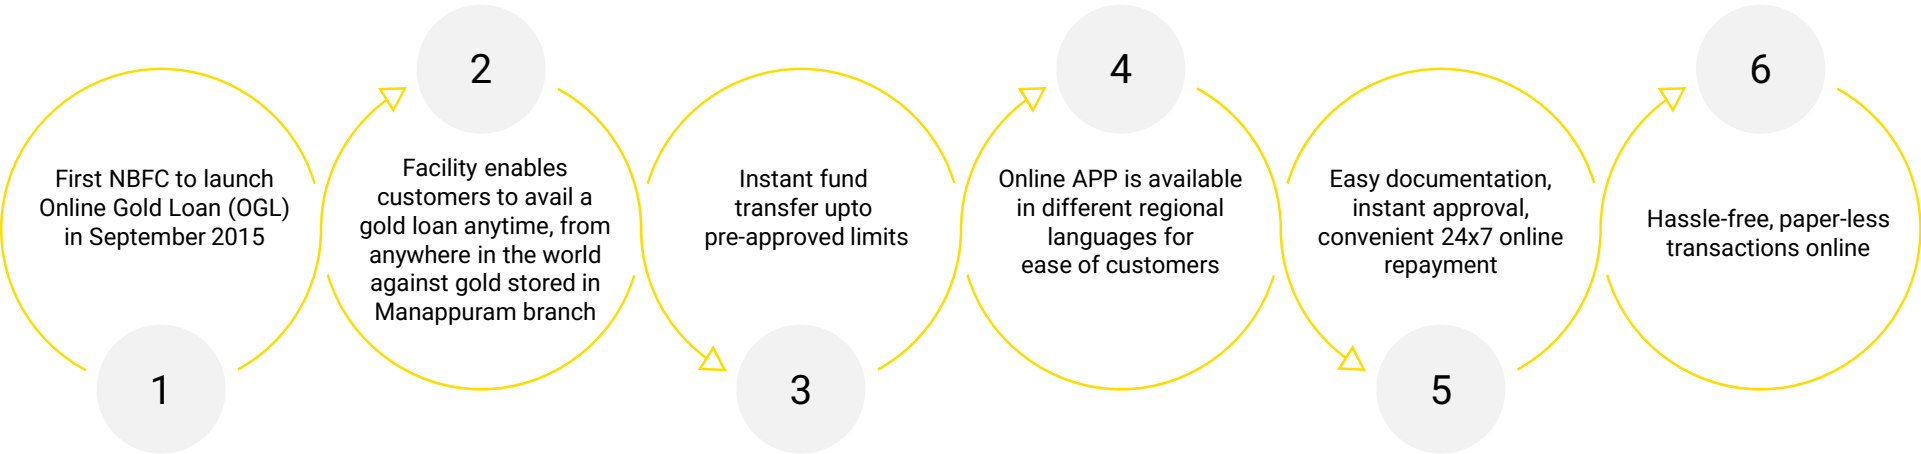 1
First NBFC to launch
Online Gold Loan (OGL)
in September 2015
2
Facility enables
customers to avail a
gold loan anytime, from
anywhere in the world
against gold stored in
Manappuram branch
3
Instant fund
transfer upto
pre-approved limits
4
Online APP is available
in different regional
languages for
ease of customers
5
Easy documentation,
instant approval,
convenient 24x7 online
repayment
6
Hassle-free, paper-less
transactions online